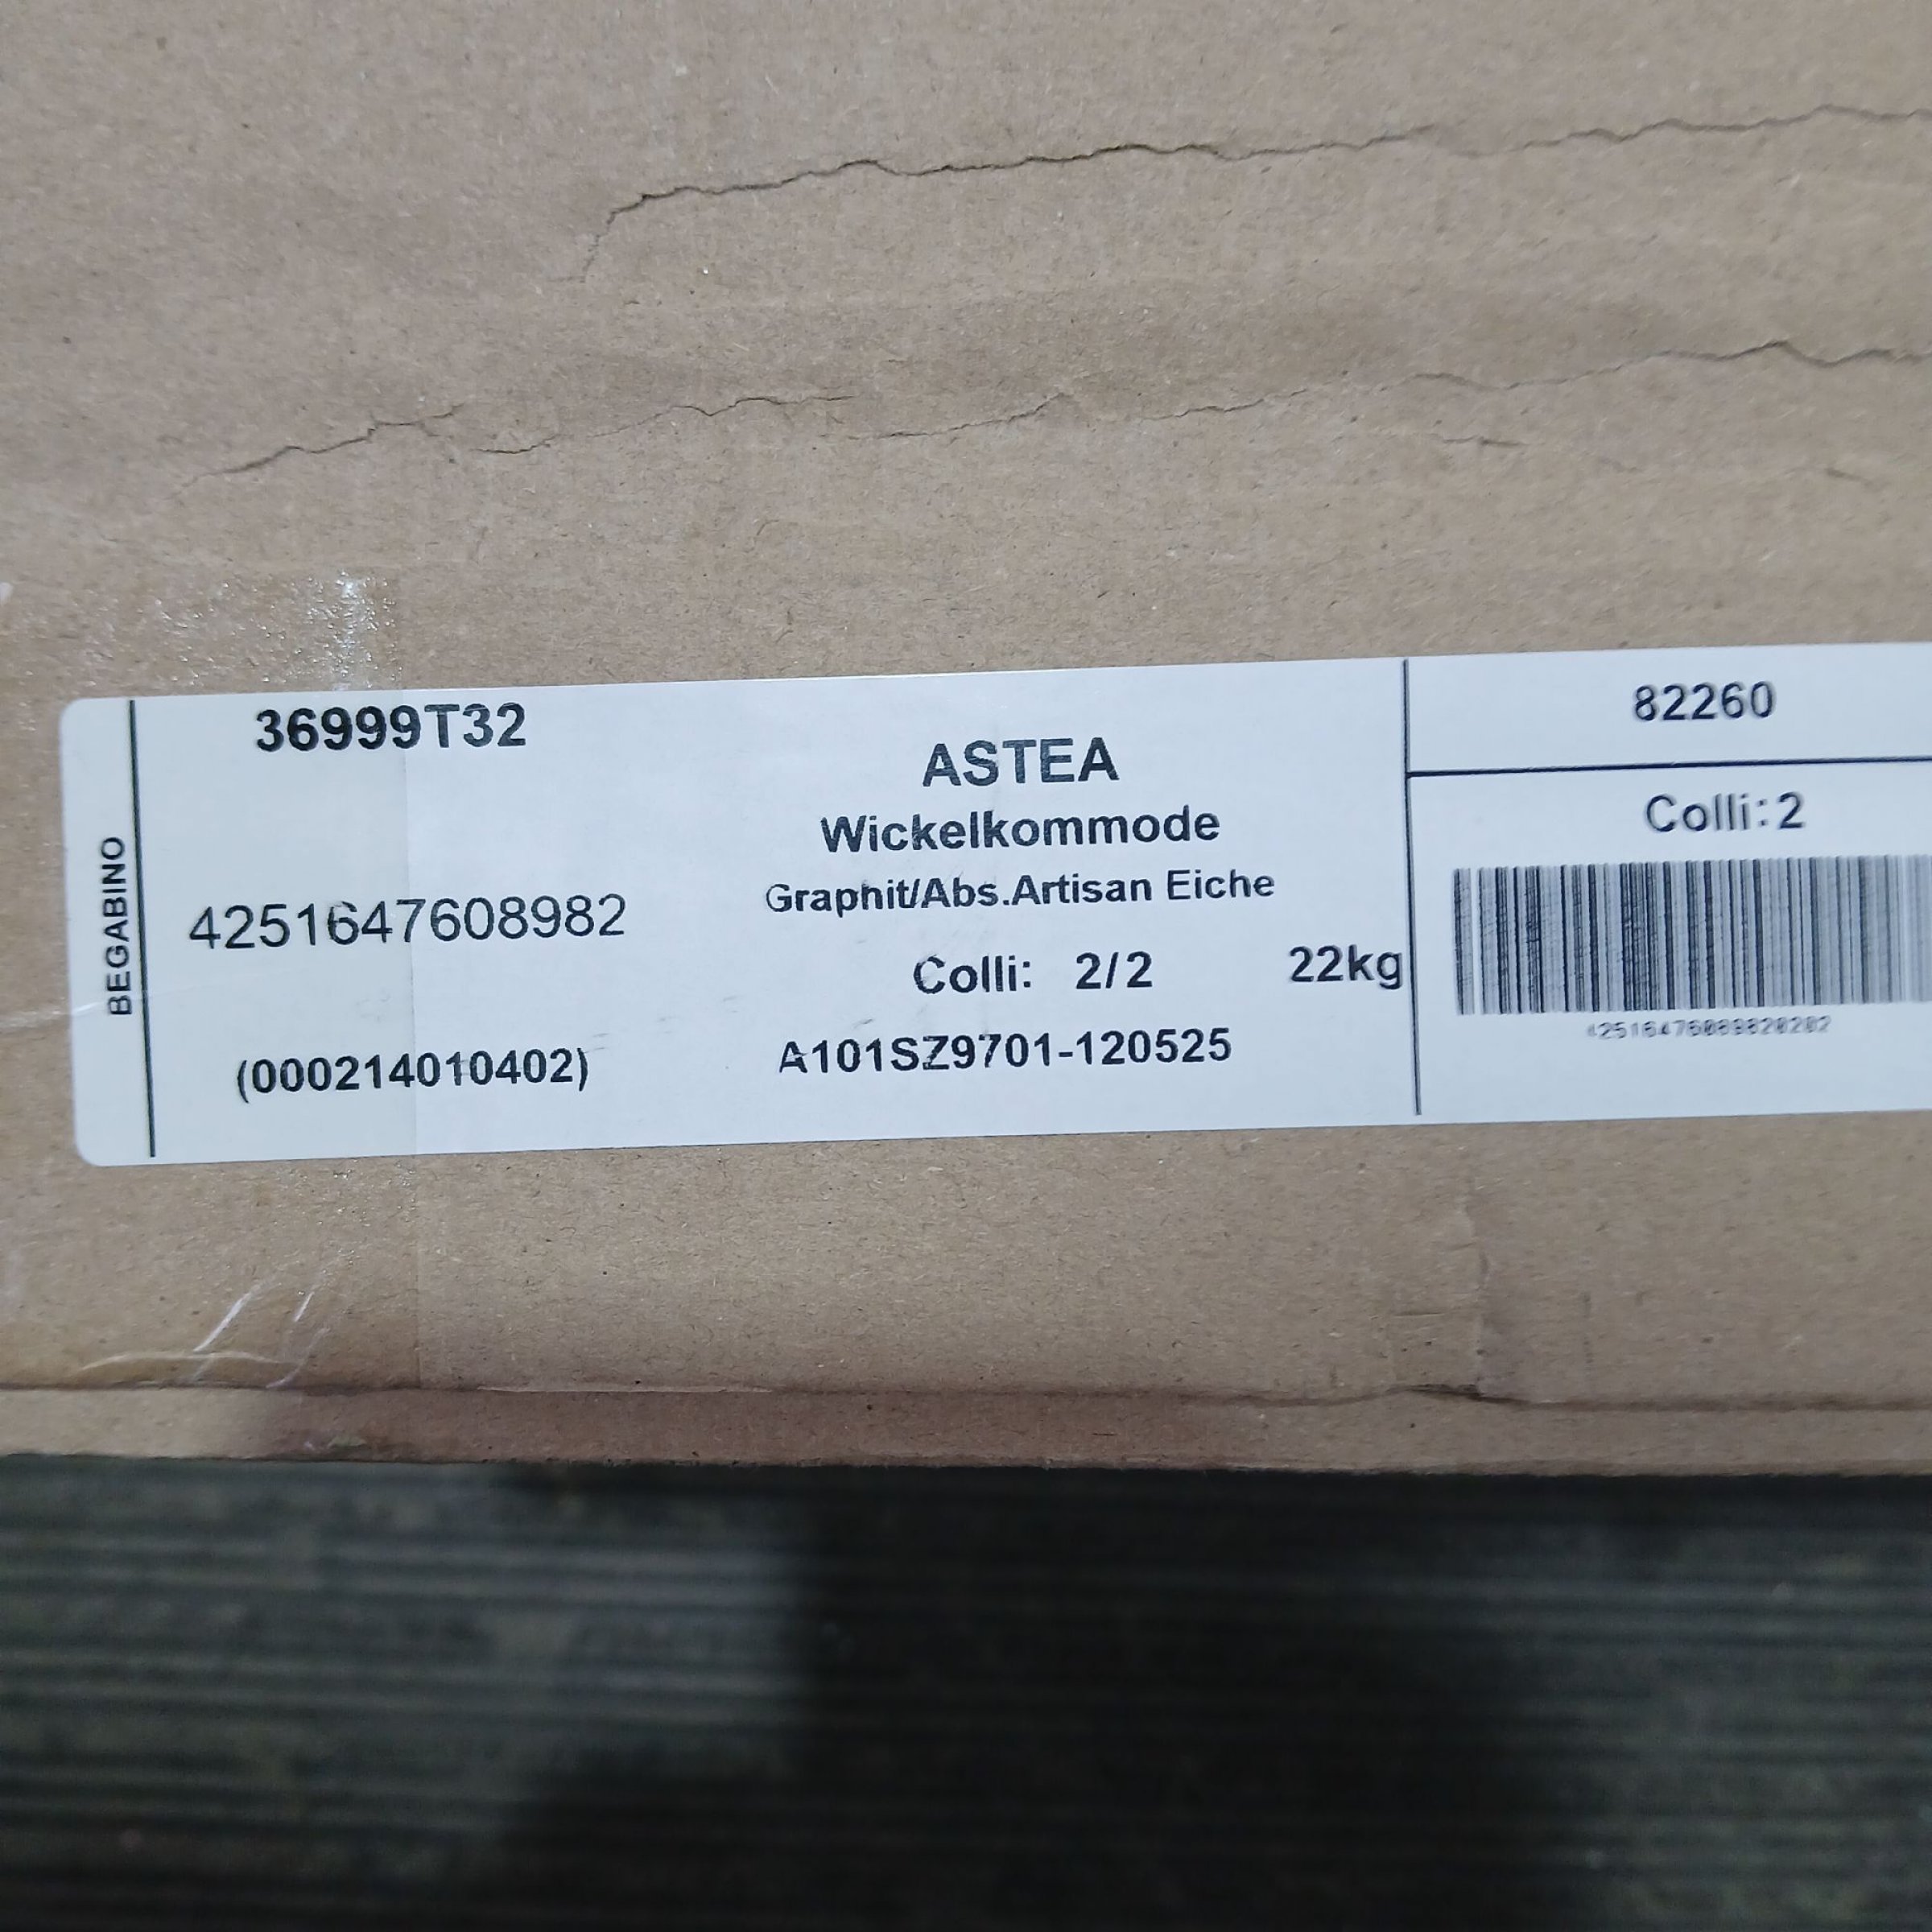 BEGABINO
36999T32
4251647608982
(000214010402)
ASTEA
Wickelkommode
Graphit/Abs.Artisan Eiche
Colli: 2/2 22kg
A101SZ9701-120525
82260
Colli:2
42516476089820202